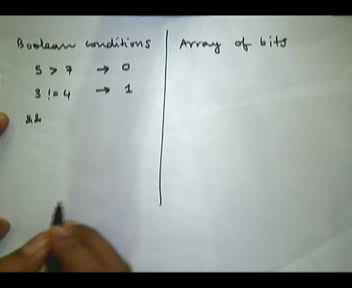 Boolean conditions
5 > 7 → 0
3 != 4 → 1
&&
Array of bits